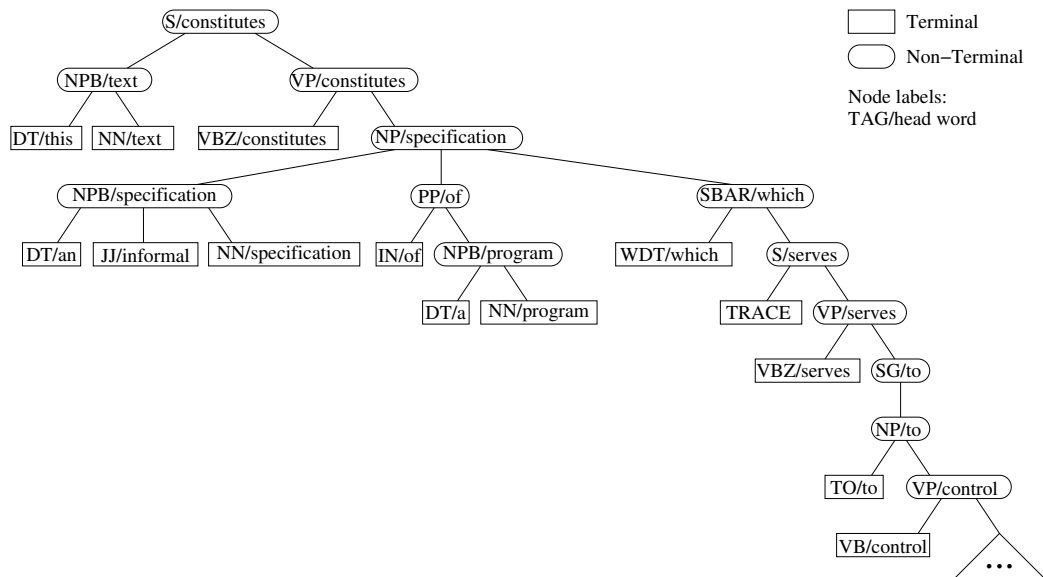 S/constitutes
Terminal
NPB/text
VP/constitutes
Non−Terminal
Node labels:
TAG/head word
DT/this
NN/text
VBZ/constitutes
NP/specification
NPB/specification
PP/of
SBAR/which
DT/an
JJ/informal
NN/specification
IN/of
NPB/program
WDT/which
S/serves
DT/a
NN/program
TRACE
VP/serves
VBZ/serves
SG/to
NP/to
TO/to
VP/control
VB/control
...